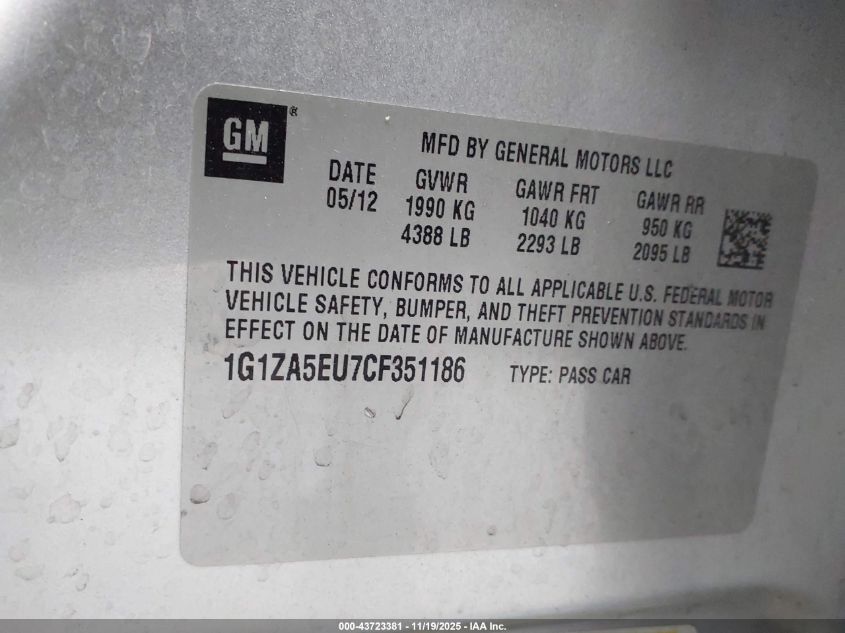 GM®
MFD BY GENERAL MOTORS LLC
DATE GVWR GAWR FRT GAWR RR
05/12 1990 KG 1040 KG 950 KG
4388 LB 2293 LB 2095 LB
THIS VEHICLE CONFORMS TO ALL APPLICABLE U.S. FEDERAL MOTOR
VEHICLE SAFETY, BUMPER, AND THEFT PREVENTION STANDARDS IN
EFFECT ON THE DATE OF MANUFACTURE SHOWN ABOVE.
1G1ZA5EU7CF351186 TYPE: PASS CAR
000-43723381 - 11/19/2025 - IAA Inc.